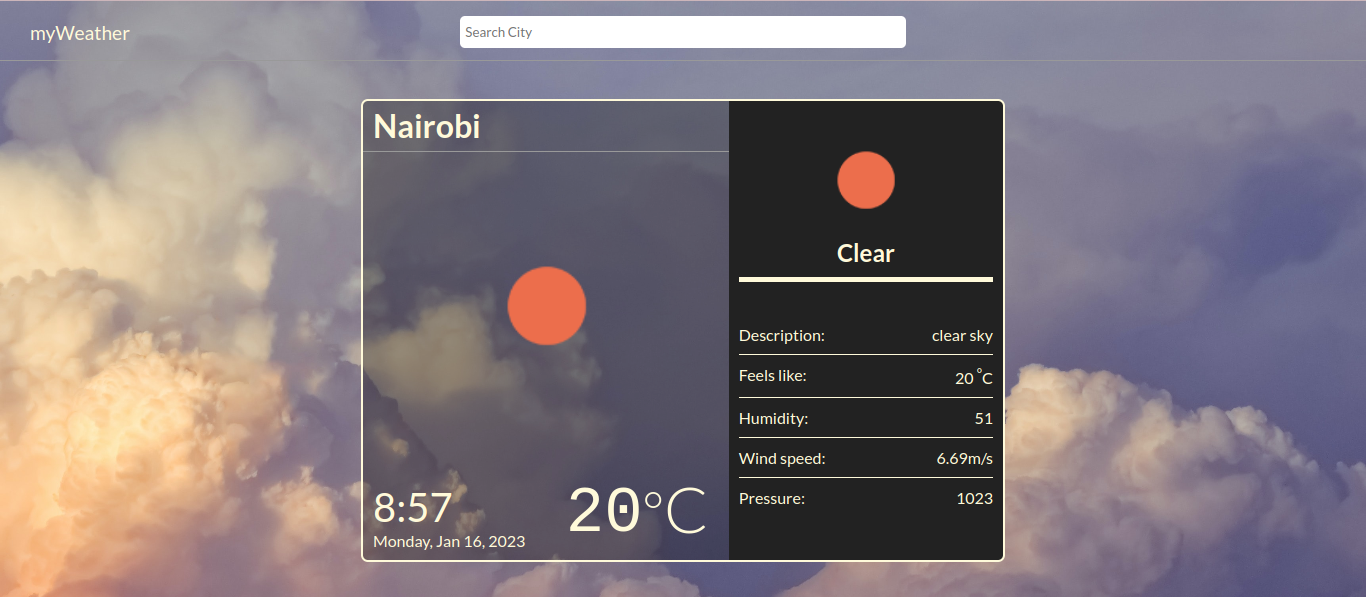 myWeather
Search City
Nairobi
8:57
Monday, Jan 16, 2023
20°C
Clear
Description: clear sky
Feels like: 20 °C
Humidity: 51
Wind speed: 6.69m/s
Pressure: 1023